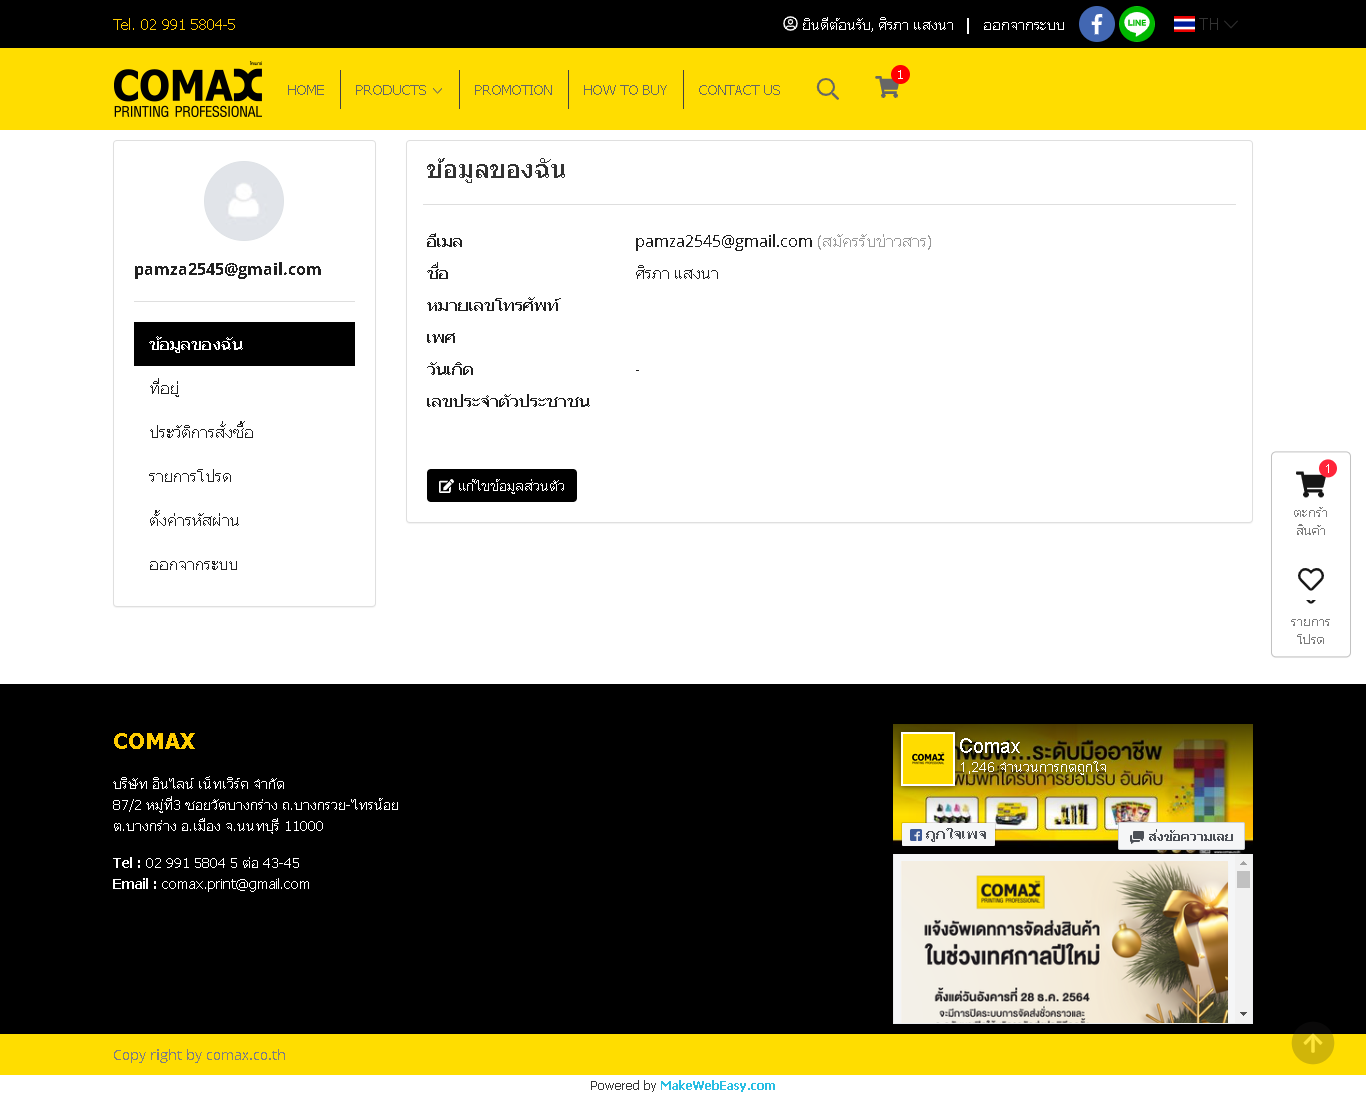 Tel. 02 991 5804-5
ยินดีต้อนรับ, ศิรภา แสงนา | ออกจากระบบ
LINE
TH
โคแมกซ์
COMAX
PRINTING PROFESSIONAL
HOME
PRODUCTS
PROMOTION
HOW TO BUY
CONTACT US
1
pamza2545@gmail.com
ข้อมูลของฉัน
ที่อยู่
ประวัติการสั่งซื้อ
รายการโปรด
ตั้งค่ารหัสผ่าน
ออกจากระบบ
ข้อมูลของฉัน
อีเมล pamza2545@gmail.com (สมัครรับข่าวสาร)
ชื่อ ศิรภา แสงนา
หมายเลขโทรศัพท์
เพศ
วันเกิด -
เลขประจำตัวประชาชน
แก้ไขข้อมูลส่วนตัว
1
ตะกร้า
สินค้า
รายการ
โปรด
COMAX
บริษัท อินไลน์ เน็ทเวิร์ค จำกัด
87/2 หมู่ที่3 ซอยวัดบางกร่าง ถ.บางกรวย-ไทรน้อย
ต.บางกร่าง อ.เมือง จ.นนทบุรี 11000
Tel : 02 991 5804 5 ต่อ 43-45
Email : comax.print@gmail.com
COMAX
Comax
1,246 จำนวนการกดถูกใจ
...ระดับมืออาชีพ
พิมพ์ที่ได้รับการยอมรับ อันดับ
ถูกใจเพจ
ส่งข้อความเลย
COMAX
PRINTING PROFESSIONAL
แจ้งอัพเดทการจัดส่งสินค้า
ในช่วงเทศกาลปีใหม่
ตั้งแต่วันอังคารที่ 28 ธ.ค. 2564
จะมีการปิดระบบการจัดส่งชั่วคราวและ
Copy right by comax.co.th
Powered by MakeWebEasy.com